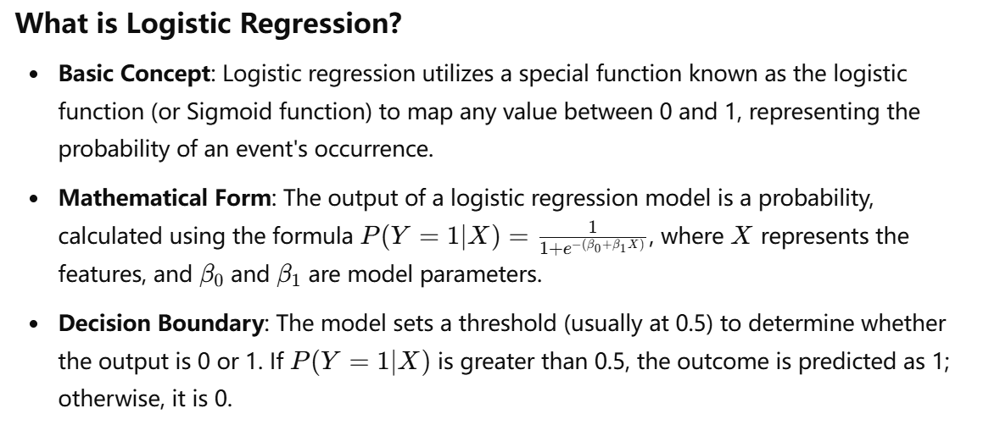 What is Logistic Regression?
• Basic Concept: Logistic regression utilizes a special function known as the logistic
function (or Sigmoid function) to map any value between 0 and 1, representing the
probability of an event's occurrence.
• Mathematical Form: The output of a logistic regression model is a probability,
calculated using the formula $P(Y = 1|X) = \frac{1}{1+e^{-(\beta_0+\beta_1 X)}}$, where $X$ represents the
features, and $\beta_0$ and $\beta_1$ are model parameters.
• Decision Boundary: The model sets a threshold (usually at 0.5) to determine whether
the output is 0 or 1. If $P(Y = 1|X)$ is greater than 0.5, the outcome is predicted as 1;
otherwise, it is 0.